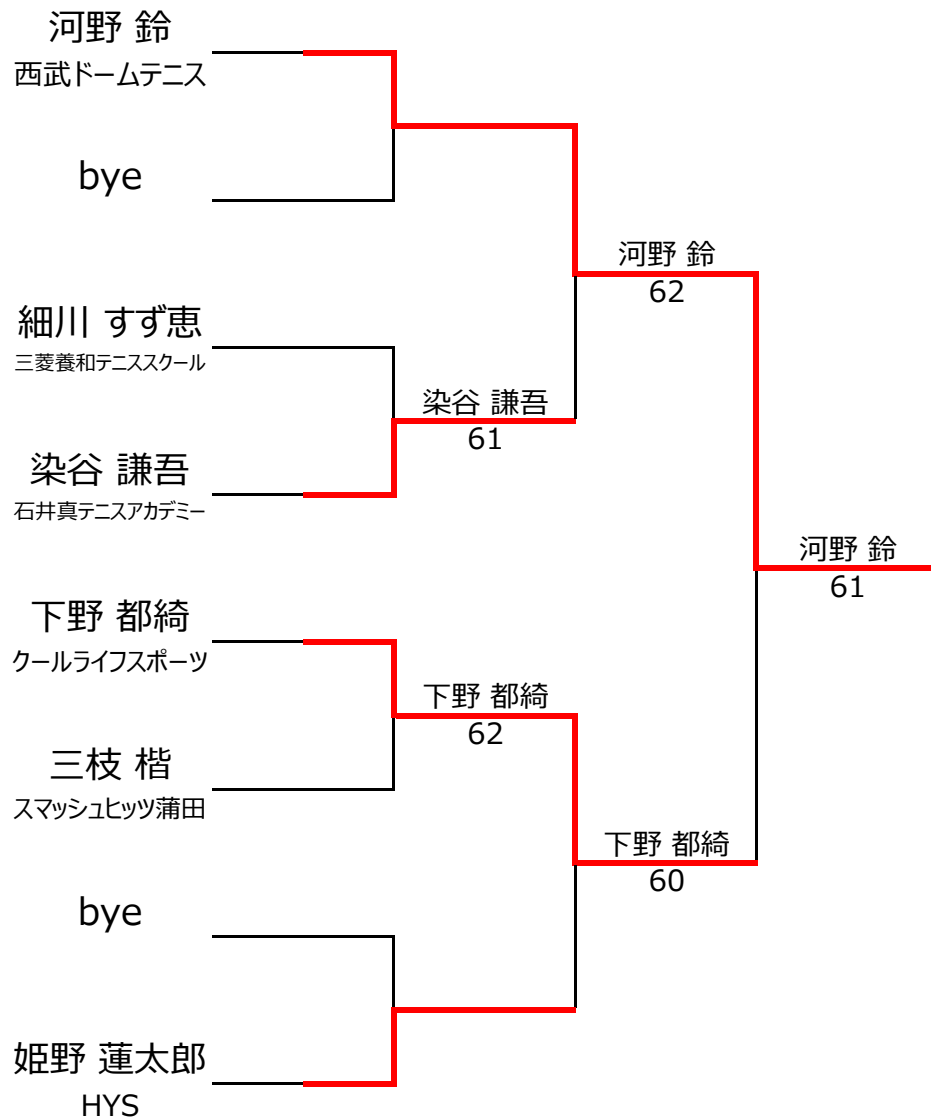 河野 鈴
西武ドームテニス
bye
細川 すず恵
三菱養和テニススクール
染谷 謙吾
石井真テニスアカデミー
下野 都綺
クールライフスポーツ
三枝 楷
スマッシュヒッツ蒲田
bye
姫野 蓮太郎
HYS
染谷 謙吾
61
下野 都綺
62
河野 鈴
62
下野 都綺
60
河野 鈴
61